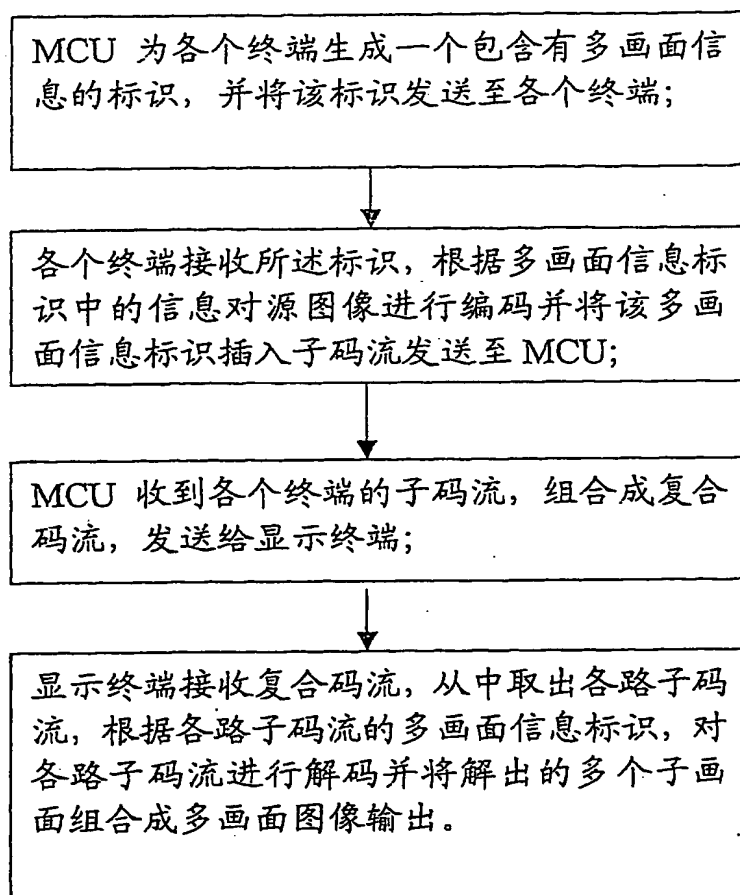 MCU 为各个终端生成一个包含有多画面信
息的标识，并将该标识发送至各个终端；
各个终端接收所述标识，根据多画面信息标
识中的信息对源图像进行编码并将该多画
面信息标识插入子码流发送至 MCU；
MCU 收到各个终端的子码流，组合成复合
码流，发送给显示终端；
显示终端接收复合码流，从中取出各路子码
流，根据各路子码流的多画面信息标识，对
各路子码流进行解码并将解出的多个子画
面组合成多画面图像输出。